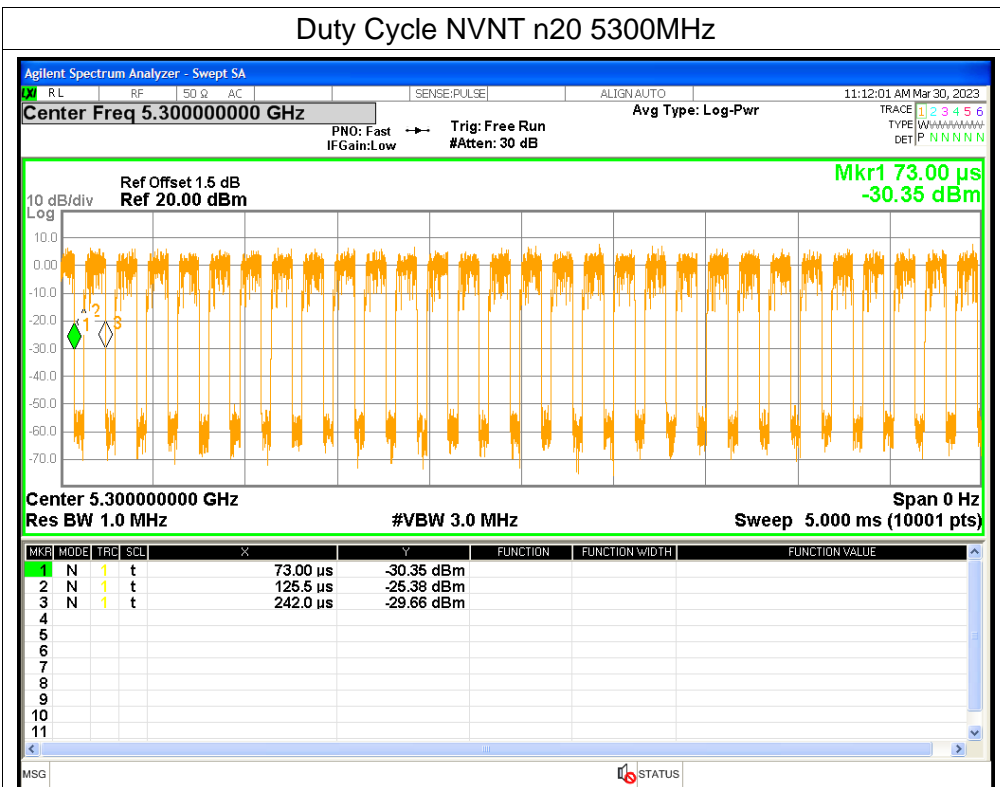 Duty Cycle NVNT n20 5300MHz
Agilent Spectrum Analyzer - Swept SA
LXI RL RF 50 Ω AC SENSE:PULSE ALIGN AUTO 11:12:01 AM Mar 30, 2023
Center Freq 5.300000000 GHz Avg Type: Log-Pwr TRACE 1 2 3 4 5 6
PNO: Fast Trig: Free Run TYPE WWWWWW
IFGain:Low #Atten: 30 dB DET P N N N N N
Mkr1 73.00 µs
Ref Offset 1.5 dB
10 dB/div Ref 20.00 dBm -30.35 dBm
Log
10.0
0.00
-10.0
-20.0
-30.0
-40.0
-50.0
-60.0
-70.0
1 2 3
Center 5.300000000 GHz Span 0 Hz
Res BW 1.0 MHz #VBW 3.0 MHz Sweep 5.000 ms (10001 pts)
MKR MODE TRC SCL X Y FUNCTION FUNCTION WIDTH FUNCTION VALUE
1 N 1 t 73.00 µs -30.35 dBm
2 N 1 t 125.5 µs -25.38 dBm
3 N 1 t 242.0 µs -29.66 dBm
4
5
6
7
8
9
10
11
MSG STATUS